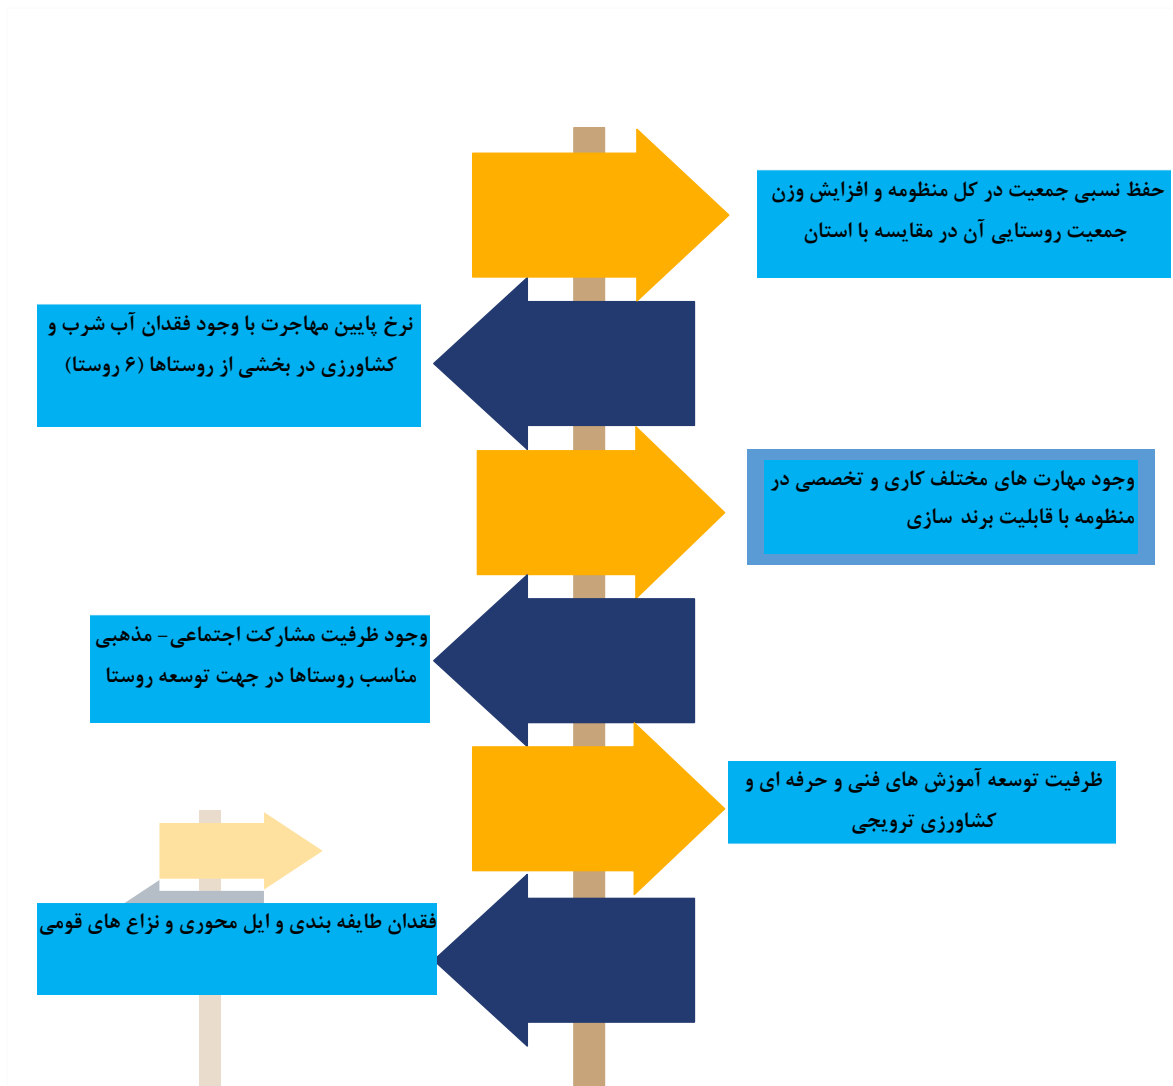 حفظ نسبی جمعیت در کل منظومه و افزایش وزن
جمعیت روستایی آن در مقایسه با استان
نرخ پایین مهاجرت با وجود فقدان آب شرب و
کشاورزی در بخشی از روستاها (۶ روستا)
وجود مهارت های مختلف کاری و تخصصی در
منظومه با قابلیت برند سازی
وجود ظرفیت مشارکت اجتماعی- مذهبی
مناسب روستاها در جهت توسعه روستا
ظرفیت توسعه آموزش های فنی و حرفه ای و
کشاورزی ترویجی
فقدان طایفه بندی و ایل محوری و نزاع های قومی